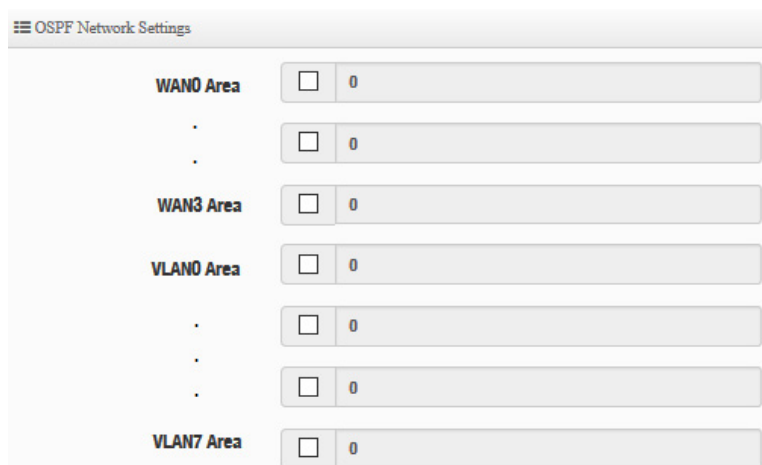 OSPF Network Settings
WAN0 Area 0
. 0
.
WAN3 Area 0
VLAN0 Area 0
. 0
.
. 0
VLAN7 Area 0